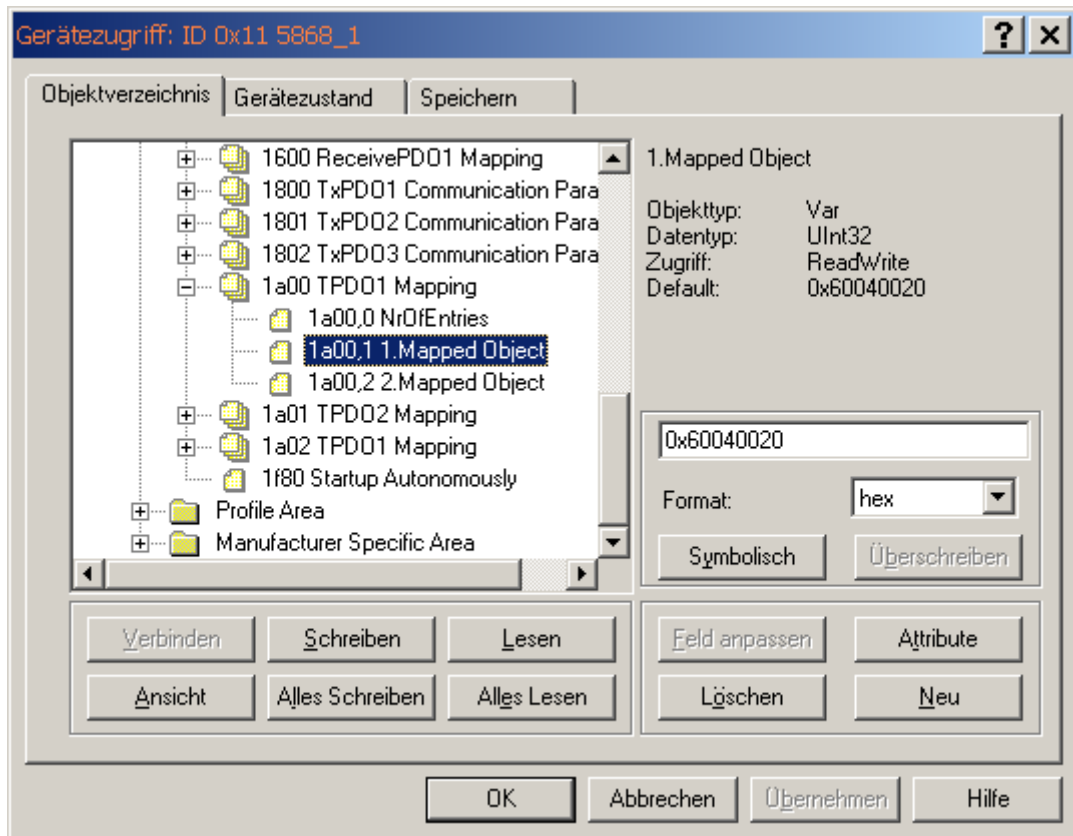 Gerätezugriff: ID 0x11 5868_1
Objektverzeichnis
Gerätezustand
Speichern
1600 ReceivePDO1 Mapping
1800 TxPDO1 Communication Para
1801 TxPDO2 Communication Para
1802 TxPDO3 Communication Para
1a00 TPDO1 Mapping
1a00,0 NrOfEntries
1a00,1 1.Mapped Object
1a00,2 2.Mapped Object
1a01 TPDO2 Mapping
1a02 TPDO1 Mapping
1f80 Startup Autonomously
Profile Area
Manufacturer Specific Area
1.Mapped Object
Objekttyp: Var
Datentyp: UInt32
Zugriff: ReadWrite
Default: 0x60040020
0x60040020
Format: hex
Symbolisch Überschreiben
Verbinden Schreiben Lesen
Ansicht Alles Schreiben Alles Lesen
Feld anpassen Attribute
Löschen Neu
OK Abbrechen Übernehmen Hilfe